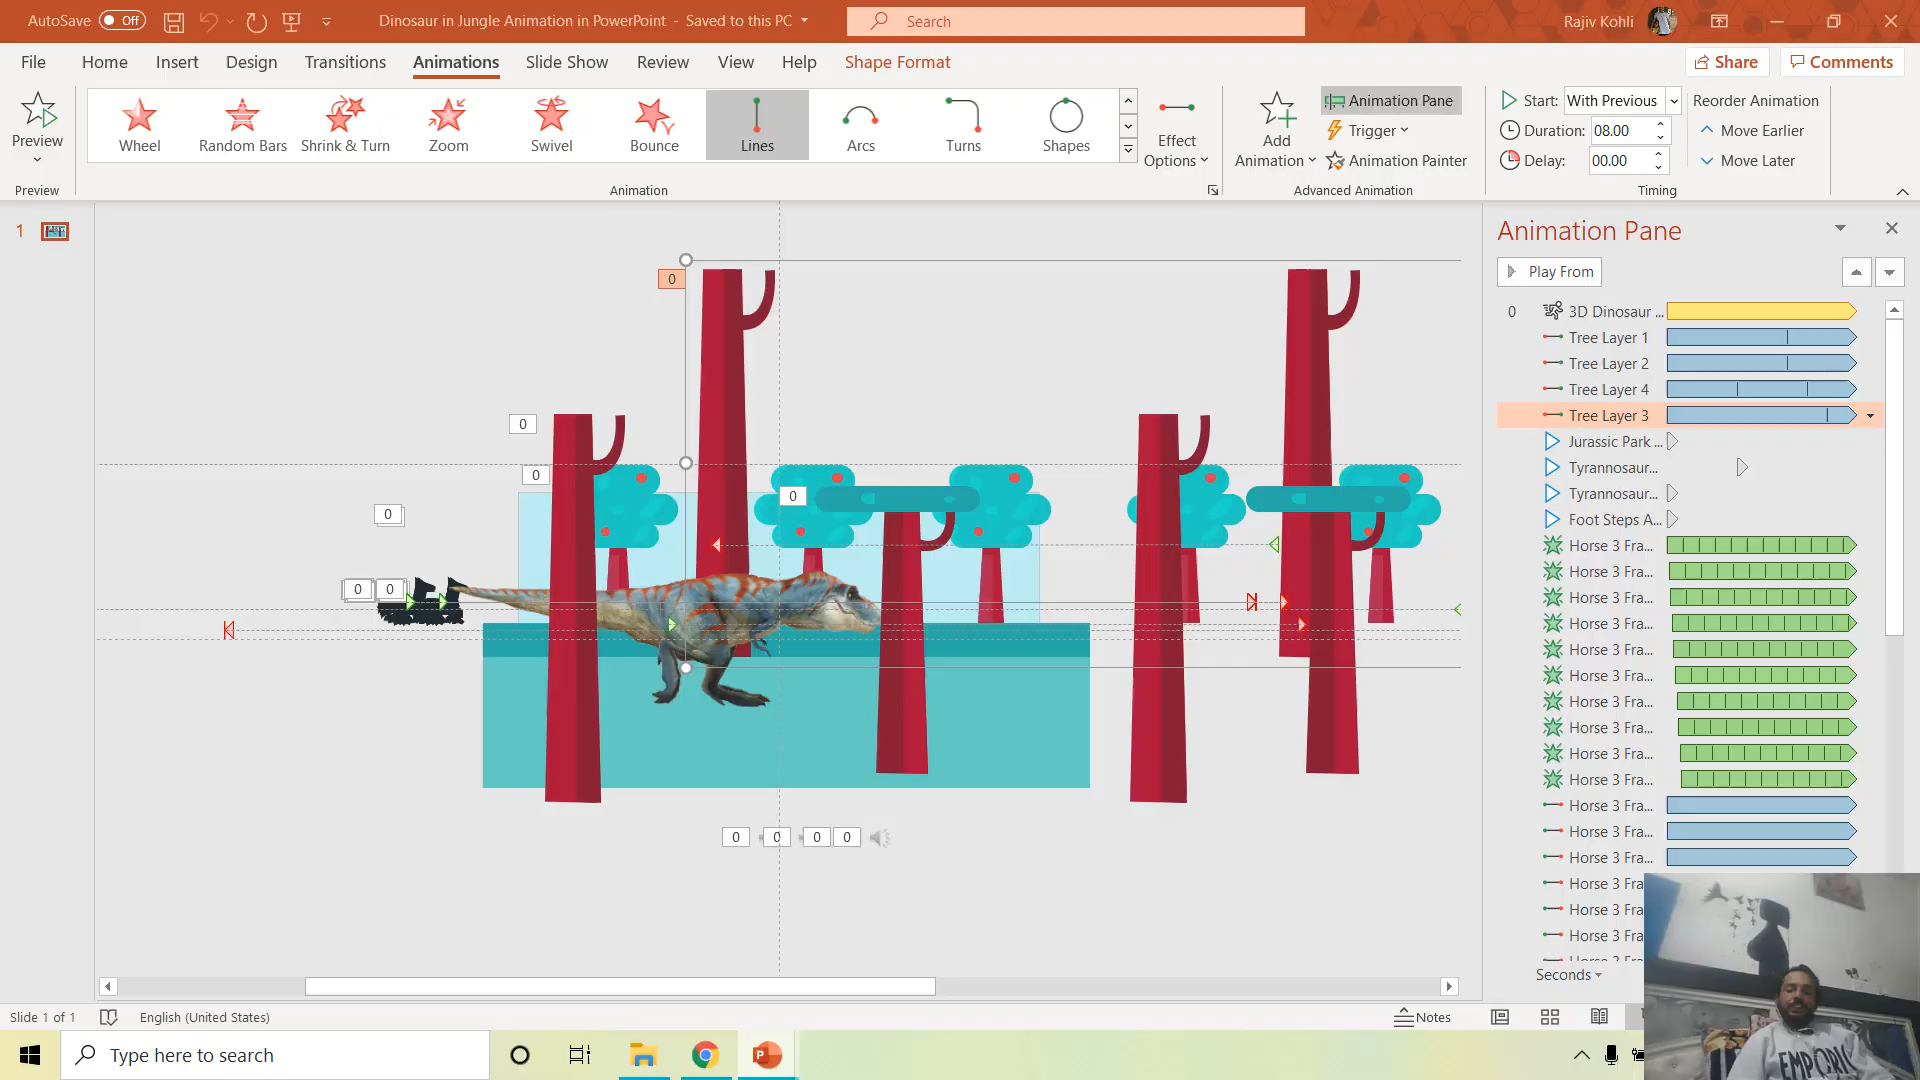 AutoSave Off
Dinosaur in Jungle Animation in PowerPoint - Saved to this PC
Search
Rajiv Kohli
File Home Insert Design Transitions Animations Slide Show Review View Help Shape Format
Share Comments
Preview
Wheel
Random Bars
Shrink & Turn
Zoom
Swivel
Bounce
Lines
Arcs
Turns
Shapes
Effect
Options
Add
Animation
Animation Pane
Trigger
Animation Painter
Start: With Previous
Duration: 08.00
Delay: 00.00
Reorder Animation
Move Earlier
Move Later
Preview
Animation
Advanced Animation
Timing
1
0
0
0
0
0
0 0
0 0 0 0
Animation Pane
Play From
0 3D Dinosaur ...
Tree Layer 1
Tree Layer 2
Tree Layer 4
Tree Layer 3
Jurassic Park ...
Tyrannosaur...
Tyrannosaur...
Foot Steps A...
Horse 3 Fra...
Horse 3 Fra...
Horse 3 Fra...
Horse 3 Fra...
Horse 3 Fra...
Horse 3 Fra...
Horse 3 Fra...
Horse 3 Fra...
Horse 3 Fra...
Horse 3 Fra...
Horse 3 Fra...
Horse 3 Fra...
Horse 3 Fra...
Horse 3 Fra
Horse 3 Fra
Horse 3 Fra
Seconds
Slide 1 of 1
English (United States)
Notes
Type here to search
EMPORIO